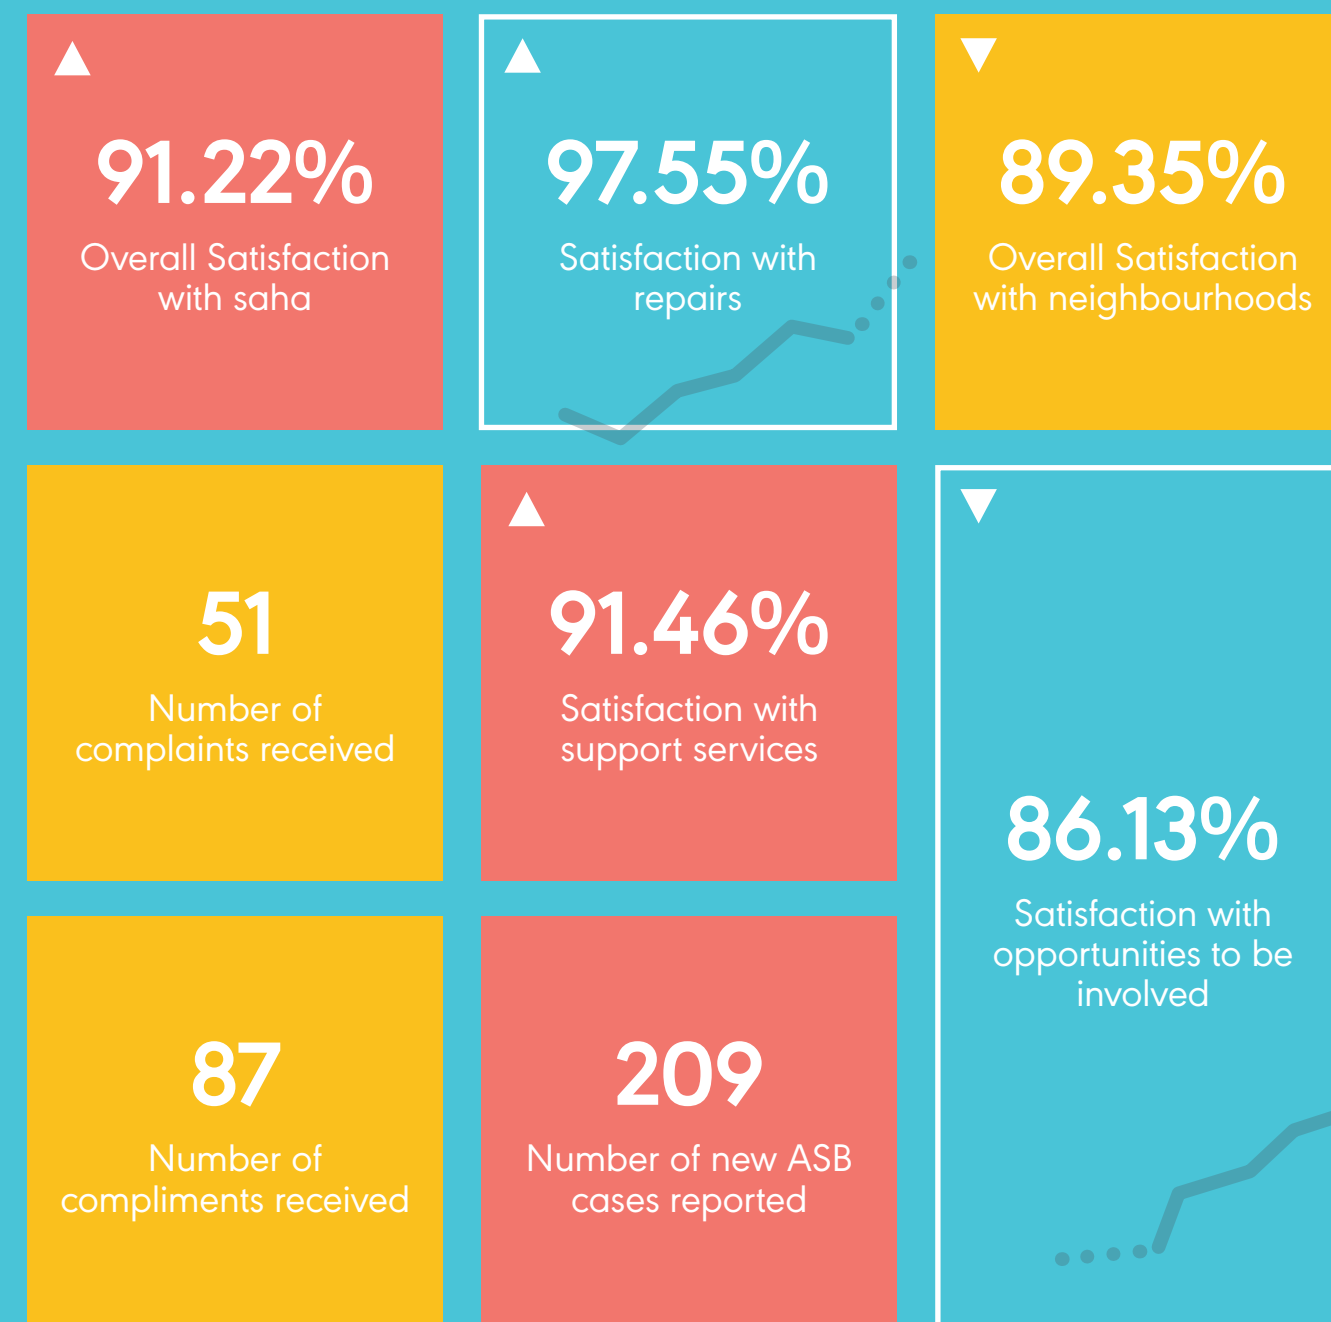 91.22%
Overall Satisfaction
with saha
97.55%
Satisfaction with
repairs
89.35%
Overall Satisfaction
with neighbourhoods
51
Number of
complaints received
91.46%
Satisfaction with
support services
86.13%
Satisfaction with
opportunities to be
involved
87
Number of
compliments received
209
Number of new ASB
cases reported